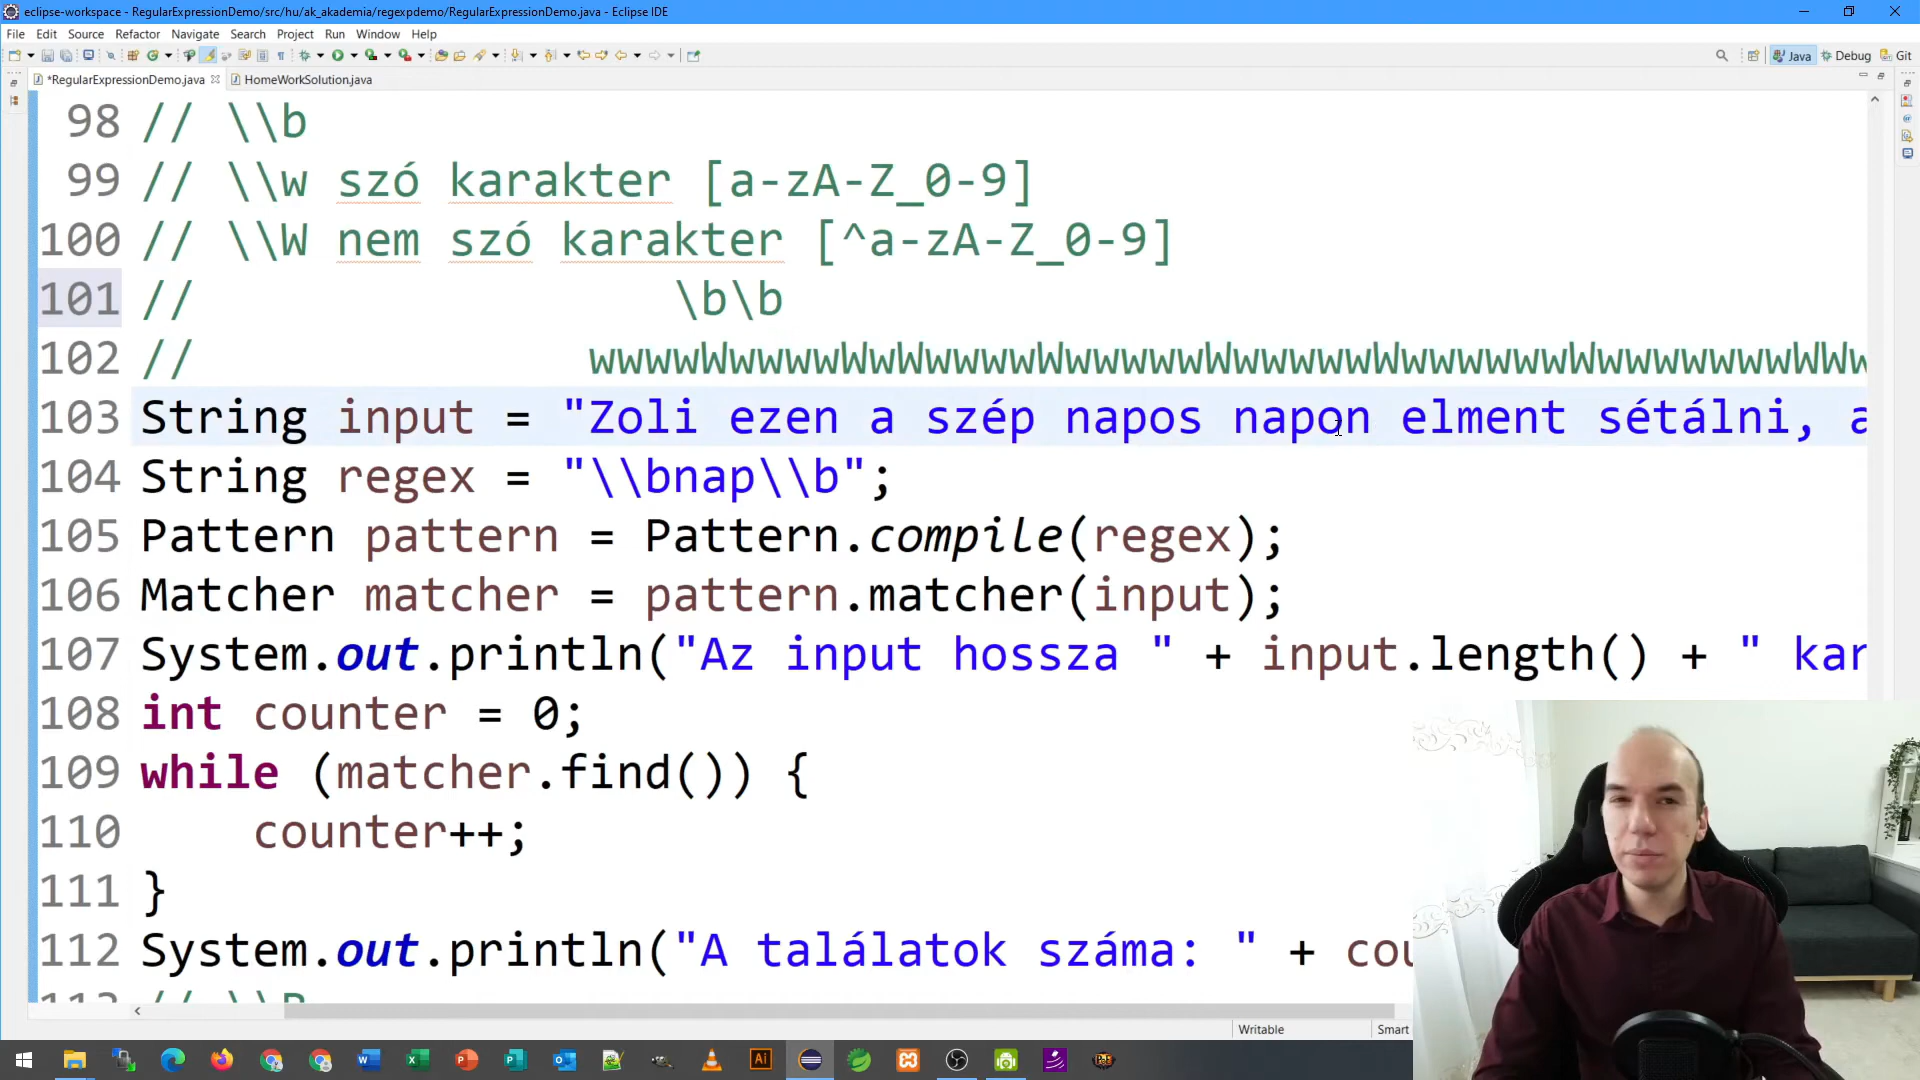 eclipse-workspace - RegularExpressionDemo/src/hu/ak_akademia/regexpdemo/RegularExpressionDemo.java - Eclipse IDE
File Edit Source Refactor Navigate Search Project Run Window Help
Java Debug Git
*RegularExpressionDemo.java HomeWorkSolution.java
98 // \\b
99 // \\w szó karakter [a-zA-Z_0-9]
100 // \\W nem szó karakter [^a-zA-Z_0-9]
101 // \b\b
102 //
103 String input = "Zoli ezen a szép napos napon elment sétálni, a
104 String regex = "\\bnap\\b";
105 Pattern pattern = Pattern.compile(regex);
106 Matcher matcher = pattern.matcher(input);
107 System.out.println("Az input hossza " + input.length() + " kar
108 int counter = 0;
109 while (matcher.find()) {
110 counter++;
111 }
112 System.out.println("A találatok száma: " + cou
Writable Smart